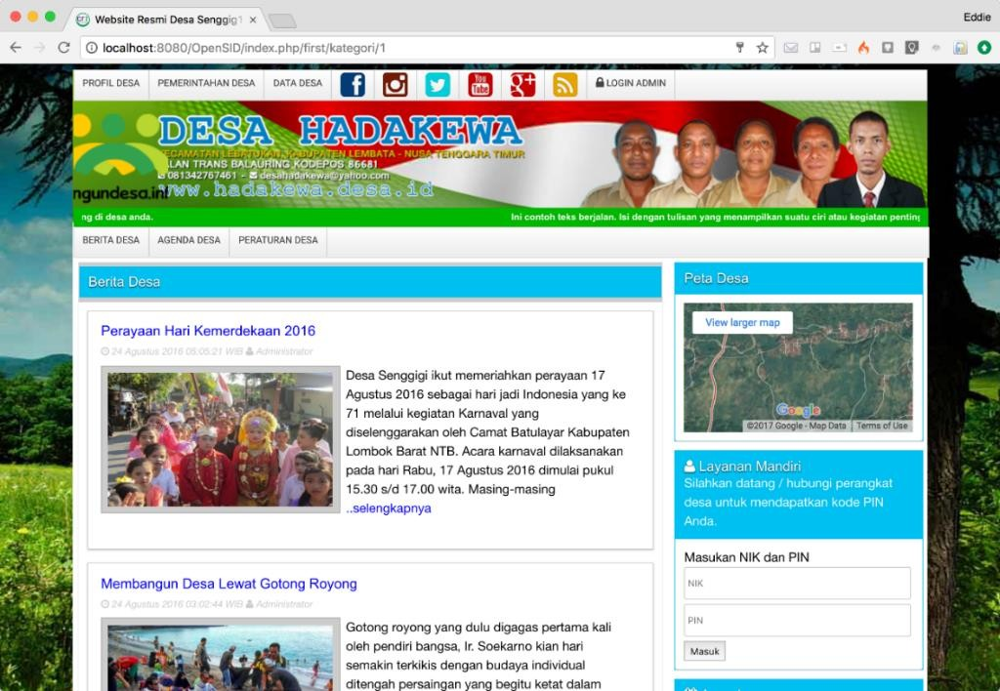 Website Resmi Desa Senggig
Eddie
localhost:8080/OpenSID/index.php/first/kategori/1
PROFIL DESA
PEMERINTAHAN DESA
DATA DESA
You
Tube
g+
LOGIN ADMIN
DESA HADAKEWA
KECAMATAN LEBATUKAN, KABUPATEN LEMBATA - NUSA TENGGARA TIMUR
JALAN TRANS BALAURING KODEPOS 86681
081342767461 - desahadakewa@yahoo.com
ngundesa.in
www.hadakewa.desa.id
ng di desa anda.
Ini contoh teks berjalan. Isi dengan tulisan yang menampilkan suatu ciri atau kegiatan penting
BERITA DESA
AGENDA DESA
PERATURAN DESA
Berita Desa
Perayaan Hari Kemerdekaan 2016
24 Agustus 2016 05:05:21 WIB Administrator
Desa Senggigi ikut memeriahkan perayaan 17
Agustus 2016 sebagai hari jadi Indonesia yang ke
71 melalui kegiatan Karnaval yang
diselenggarakan oleh Camat Batulayar Kabupaten
Lombok Barat NTB. Acara karnaval dilaksanakan
pada hari Rabu, 17 Agustus 2016 dimulai pukul
15.30 s/d 17.00 wita. Masing-masing
..selengkapnya
Membangun Desa Lewat Gotong Royong
24 Agustus 2016 03:02:44 WIB Administrator
Gotong royong yang dulu digagas pertama kali
oleh pendiri bangsa, Ir. Soekarno kian hari
semakin terkikis dengan budaya individual
ditengah persaingan yang begitu ketat dalam
Peta Desa
View larger map
Google
©2017 Google - Map Data
Terms of Use
Layanan Mandiri
Silahkan datang / hubungi perangkat
desa untuk mendapatkan kode PIN
Anda.
Masukan NIK dan PIN
NIK
PIN
Masuk